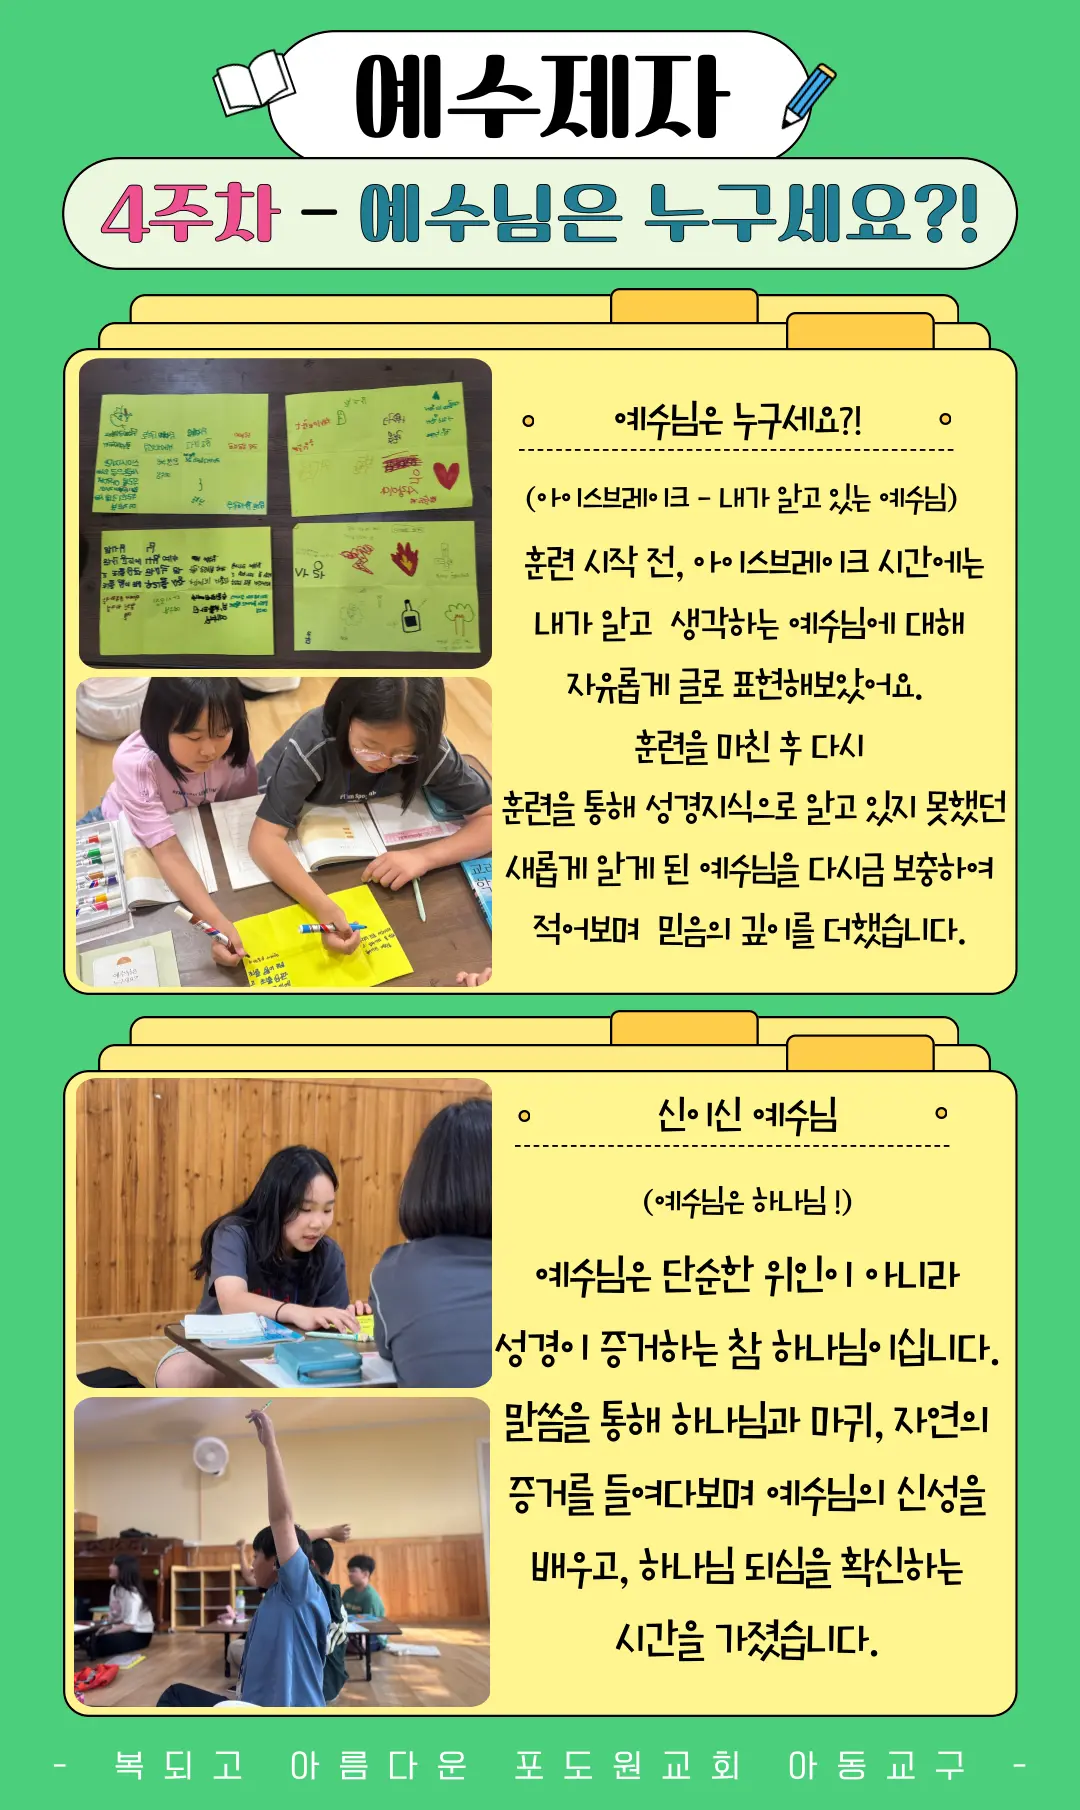 예수제자
4주차 - 예수님은 누구세요?!
예수님은 누구세요?!
(아이스브레이크 - 내가 알고 있는 예수님)
훈련 시작 전, 아이스브레이크 시간에는
내가 알고 생각하는 예수님에 대해
자유롭게 글로 표현해보았어요.
훈련을 마친 후 다시
훈련을 통해 성경지식으로 알고 있지 못했던
새롭게 알게 된 예수님을 다시금 보충하여
적어보며 믿음의 깊이를 더했습니다.
신이신 예수님
(예수님은 하나님!)
예수님은 단순한 위인이 아니라
성경이 증거하는 참 하나님이십니다.
말씀을 통해 하나님과 마귀, 자연의
증거를 들여다보며 예수님의 신성을
배우고, 하나님 되심을 확신하는
시간을 가졌습니다.
- 복되고 아름다운 포도원교회 아동교구 -